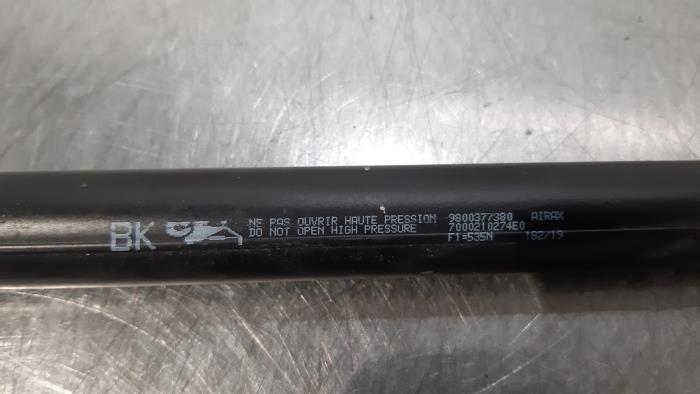 BK
NE PAS OUVRIR HAUTE PRESSION 9800377380 AIRAX
DO NOT OPEN HIGH PRESSURE 7000210274E0
F1=535N 182/19